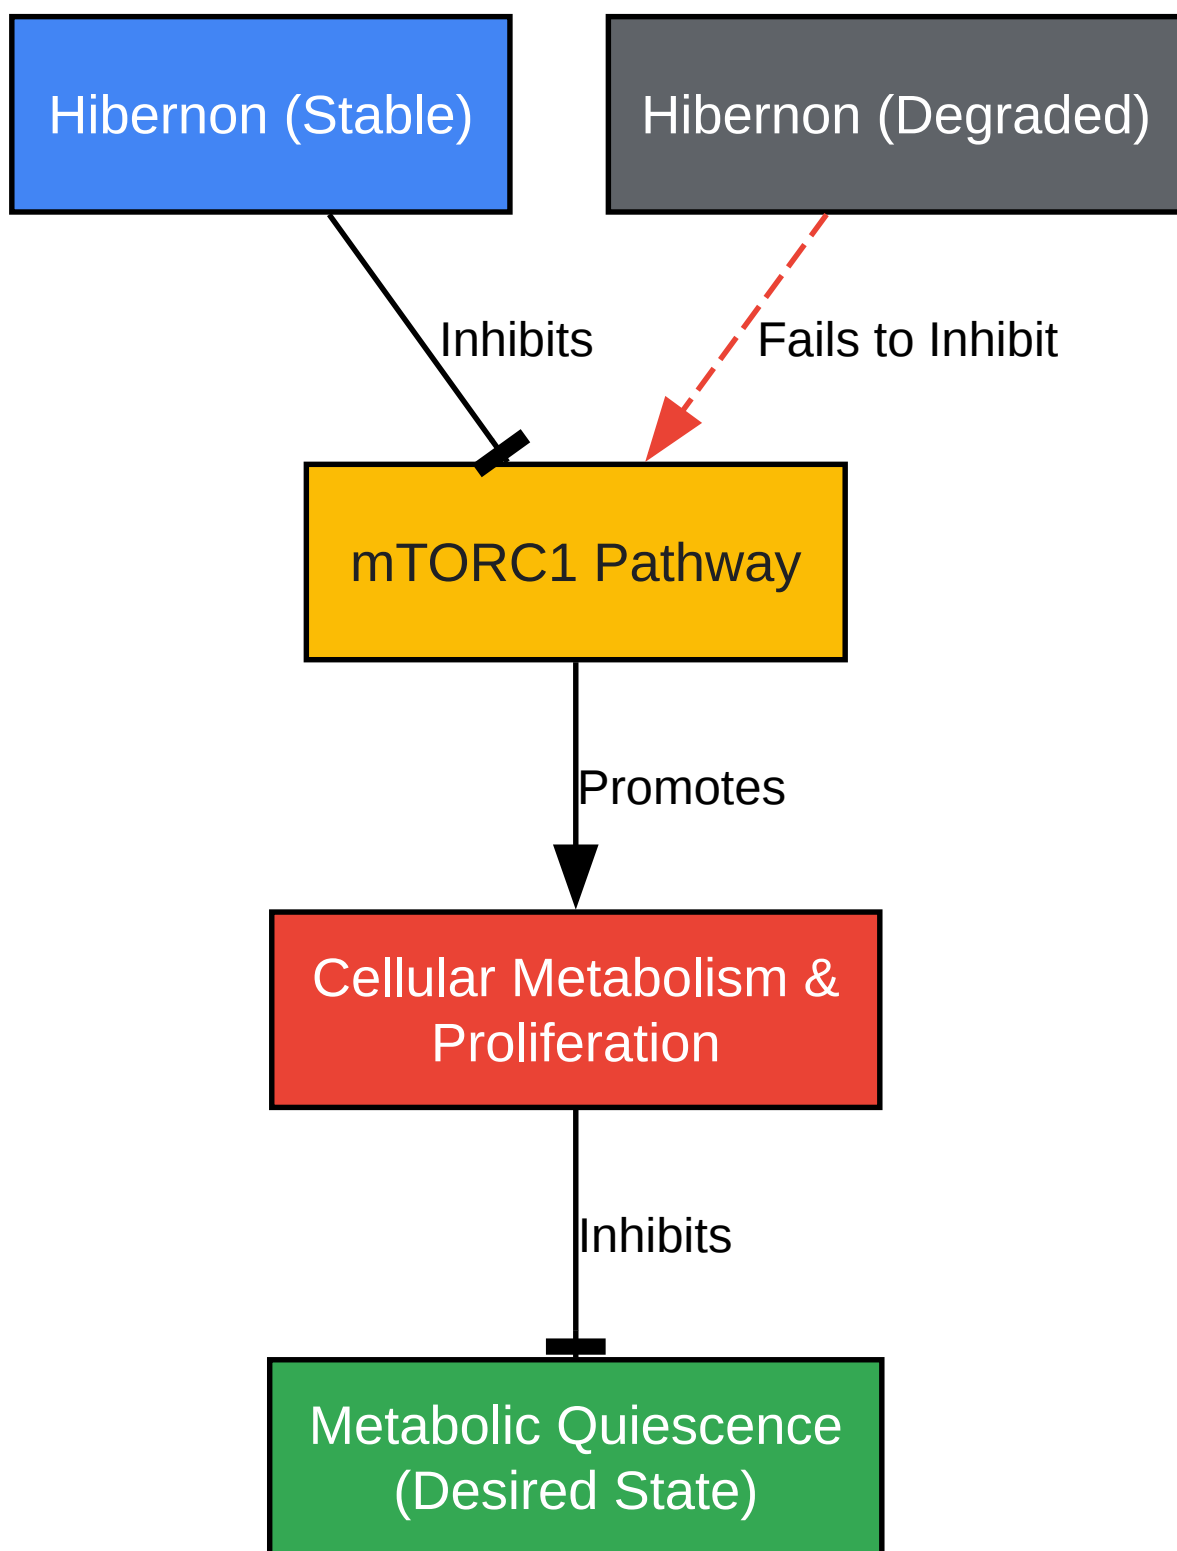 Hibernon (Stable)
Hibernon (Degraded)
Inhibits
Fails to Inhibit
mTORC1 Pathway
Promotes
Cellular Metabolism &
Proliferation
Inhibits
Metabolic Quiescence
(Desired State)